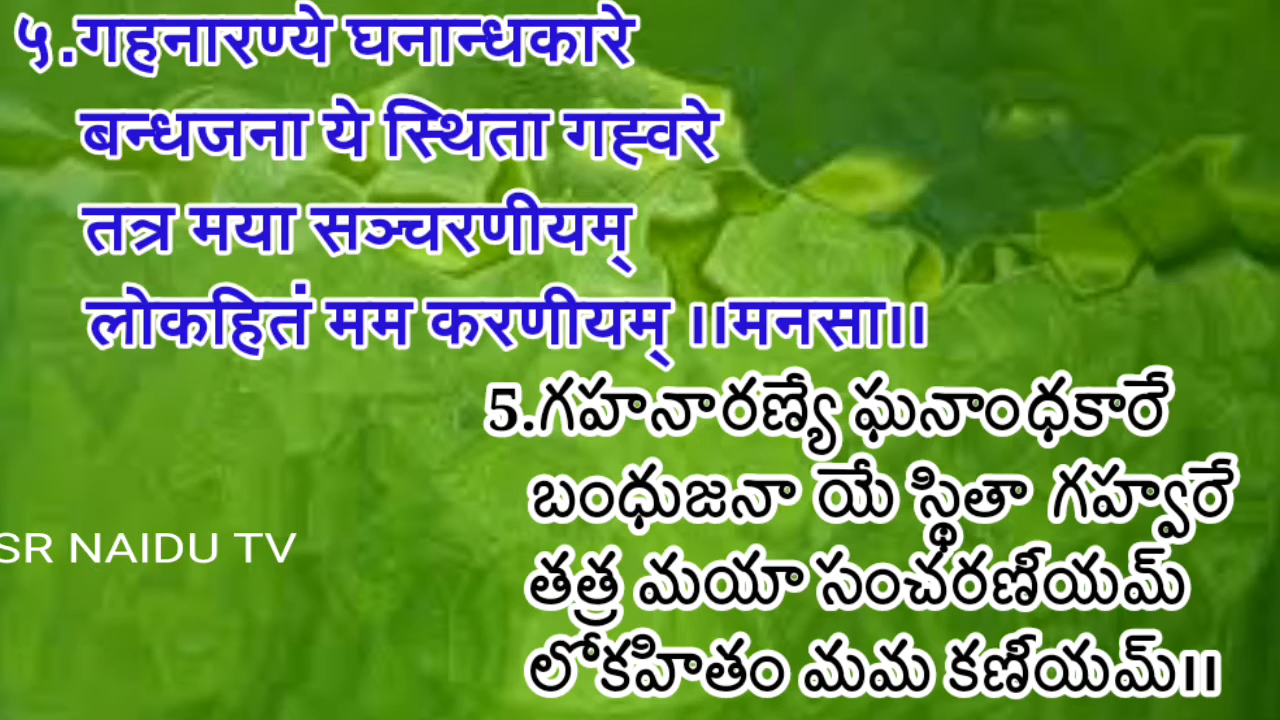 ५.गहनारण्ये घनान्धकारे
बन्धजना ये स्थिता गह्वरे
तत्र मया सञ्चरणीयम्
लोकहितं मम करणीयम् ।।मनसा।।
5.గహనారణ్యే ఘనాంధకారే
బంధుజనా యే స్థితా గహ్వరే
తత్ర మయా సంచరణీయమ్
లోకహితం మమ కణీయమ్।।
SR NAIDU TV